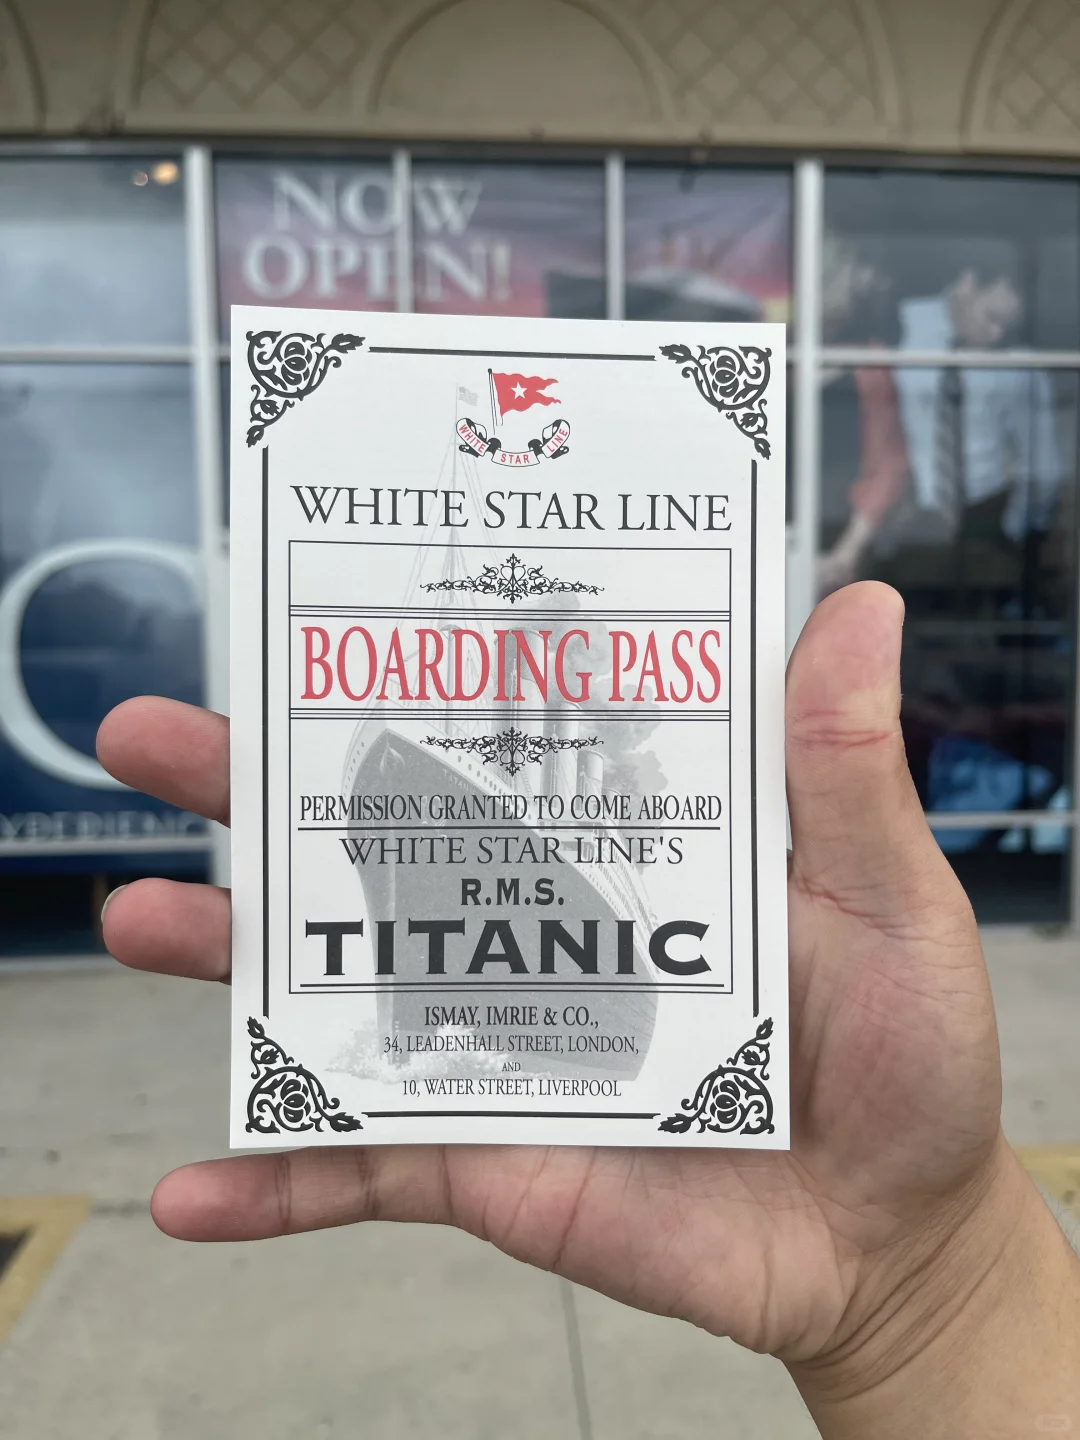 NOW
OPEN!
WHITE STAR LINE
WHITE STAR LINE
BOARDING PASS
PERMISSION GRANTED TO COME ABOARD
WHITE STAR LINE'S
R.M.S.
TITANIC
ISMAY, IMRIE & CO.,
34, LEADENHALL STREET, LONDON,
AND
10, WATER STREET, LIVERPOOL